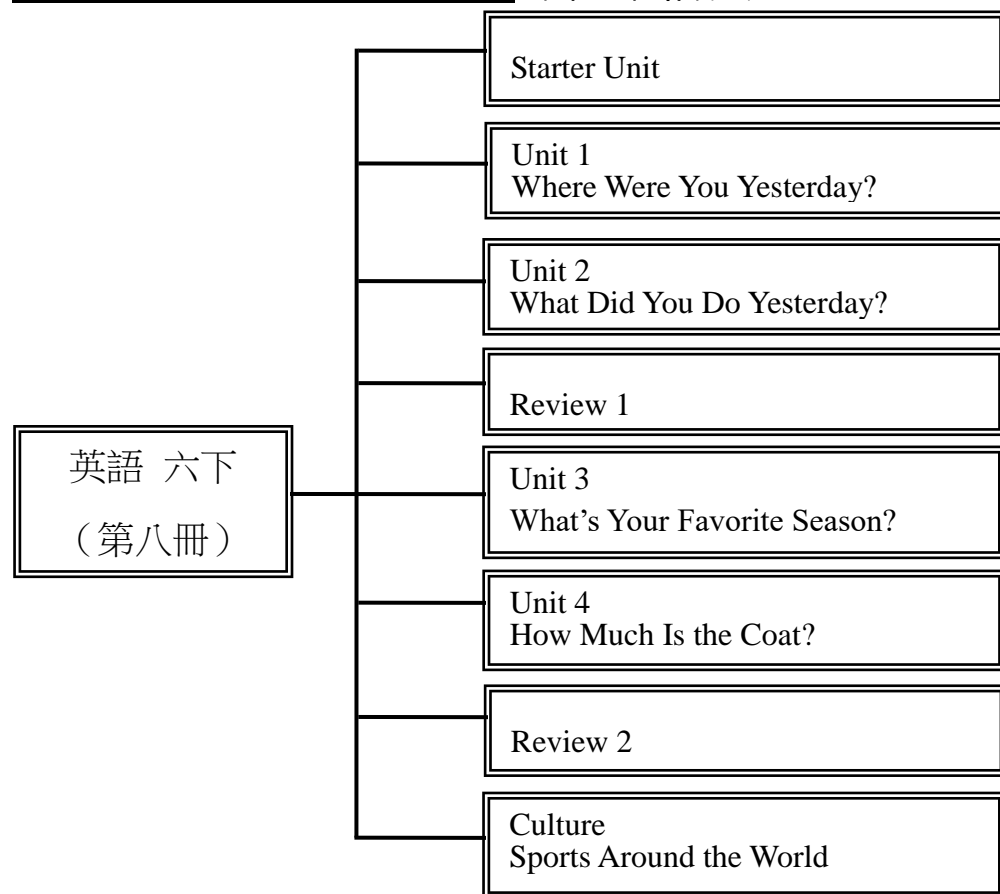 Starter Unit
Unit 1
Where Were You Yesterday?
Unit 2
What Did You Do Yesterday?
Review 1
英語 六下
（第八冊）
Unit 3
What’s Your Favorite Season?
Unit 4
How Much Is the Coat?
Review 2
Culture
Sports Around the World